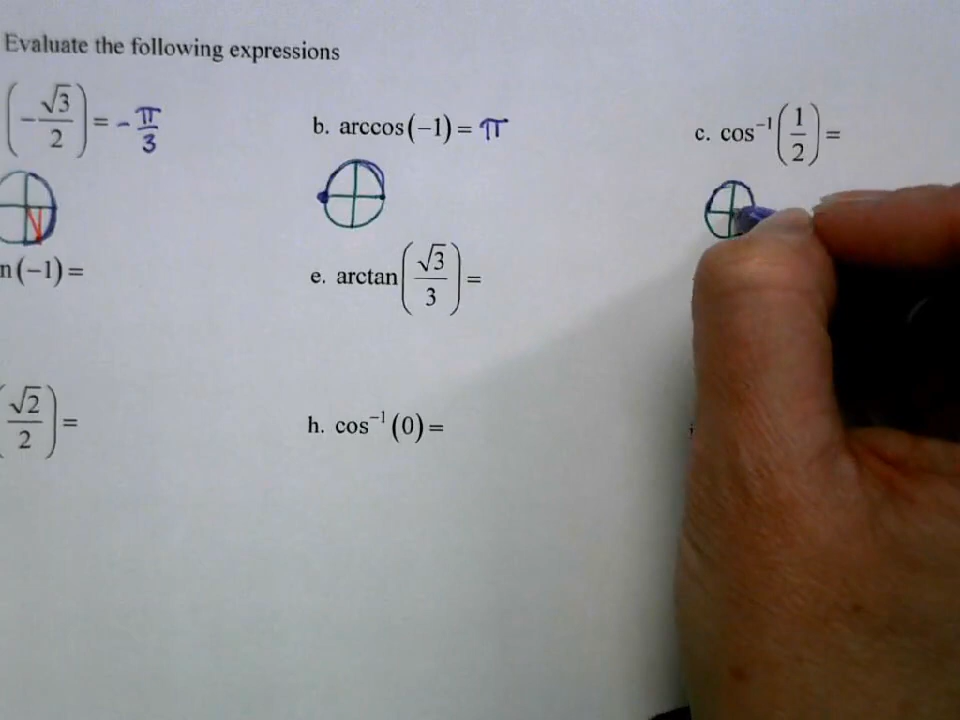 Evaluate the following expressions
(-√3/2) = -π/3
b. arccos(-1) = π
c. cos⁻¹(1/2) =
n(-1) =
e. arctan(√3/3) =
(√2/2) =
h. cos⁻¹(0) =